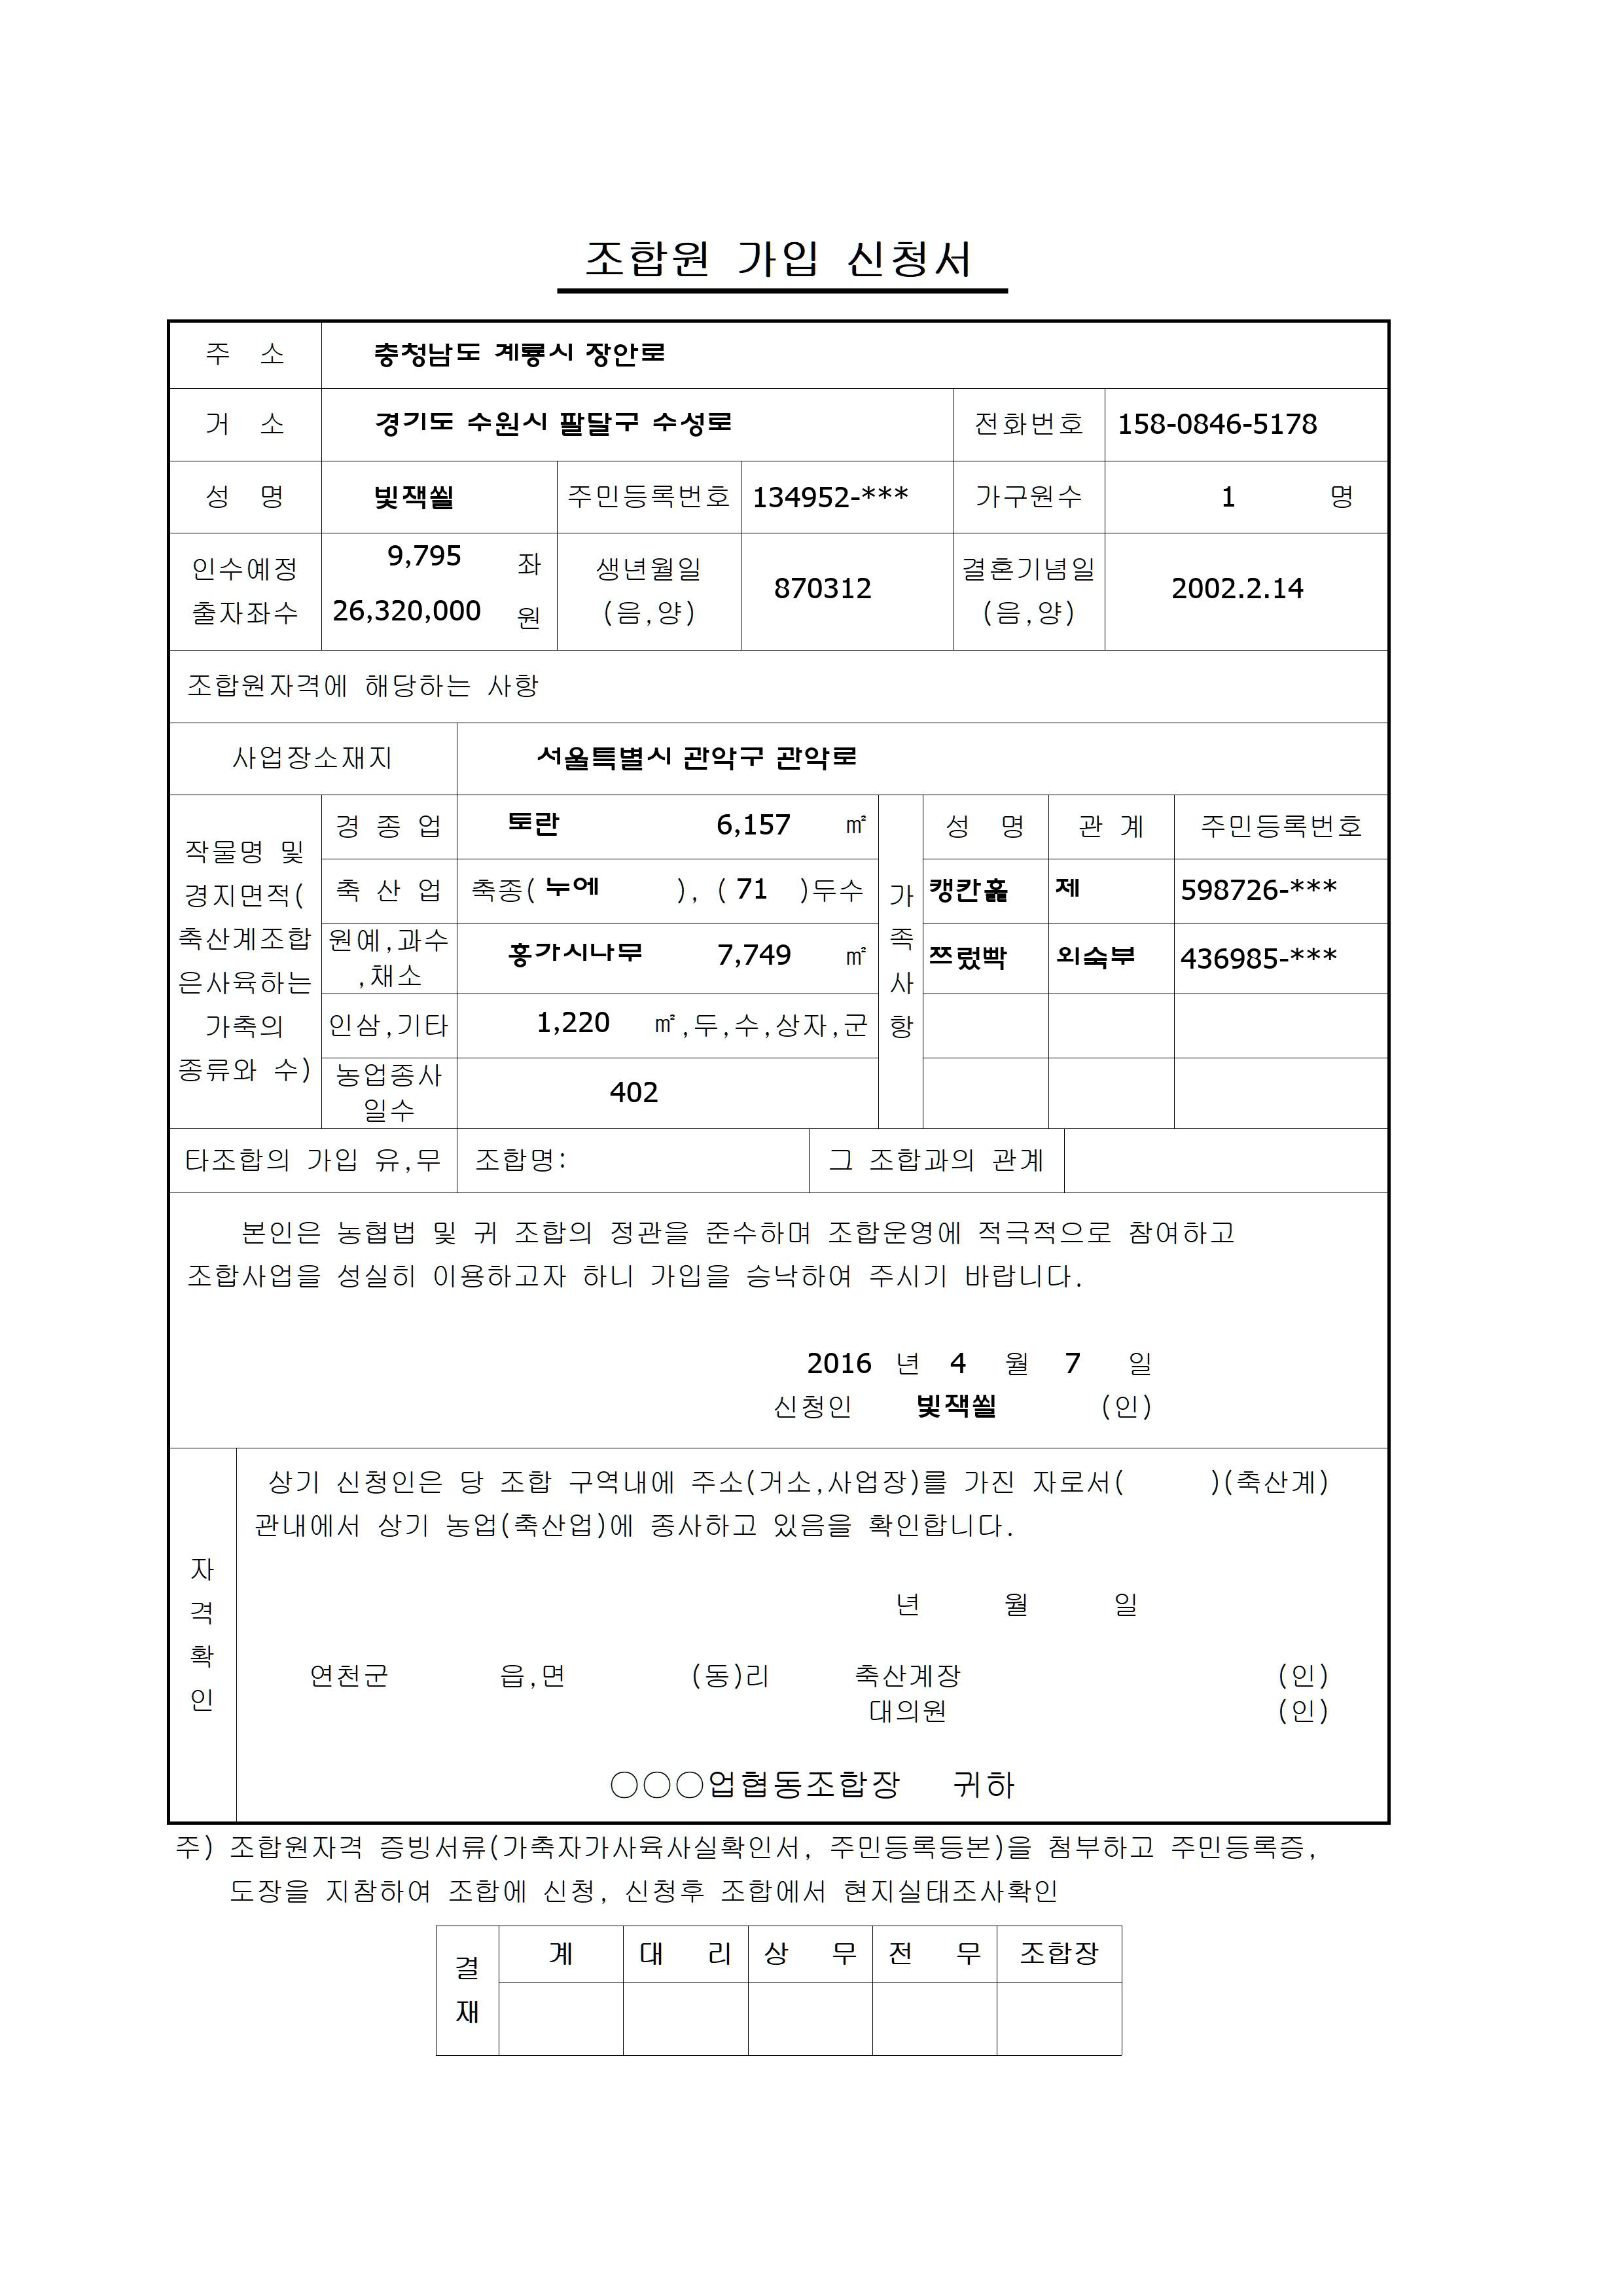 조합원 가입 신청서
주 소 충청남도 계룡시 장안로
거 소 경기도 수원시 팔달구 수성로 전화번호 158-0846-5178
성 명 빛잭쐴 주민등록번호 134952-*** 가구원수 1 명
인수예정 출자좌수 9,795 좌 26,320,000 원 생년월일 (음,양) 870312 결혼기념일 (음,양) 2002.2.14
조합원자격에 해당하는 사항
사업장소재지 서울특별시 관악구 관악로
작물명 및 경지면적( 축산계조합 은사육하는 가축의 종류와 수)
경 종 업 토란 6,157 ㎡
축 산 업 축종( 누에 ), ( 71 )두수
원예,과수 ,채소 홍가시나무 7,749 ㎡
인삼,기타 1,220 ㎡,두,수,상자,군
농업종사 일수 402
가 족 사 항
성 명 관 계 주민등록번호
캥칸훌 제 598726-***
쯔렀빡 외숙부 436985-***
타조합의 가입 유,무 조합명: 그 조합과의 관계
본인은 농협법 및 귀 조합의 정관을 준수하며 조합운영에 적극적으로 참여하고
조합사업을 성실히 이용하고자 하니 가입을 승낙하여 주시기 바랍니다.
2016 년 4 월 7 일
신청인 빛잭쐴 (인)
자 격 확 인
상기 신청인은 당 조합 구역내에 주소(거소,사업장)를 가진 자로서( )(축산계)
관내에서 상기 농업(축산업)에 종사하고 있음을 확인합니다.
년 월 일
연천군 읍,면 (동)리 축산계장 (인)
대의원 (인)
○○○업협동조합장 귀하
주) 조합원자격 증빙서류(가축자가사육사실확인서, 주민등록등본)을 첨부하고 주민등록증,
도장을 지참하여 조합에 신청, 신청후 조합에서 현지실태조사확인
결 재 계 대 리 상 무 전 무 조합장